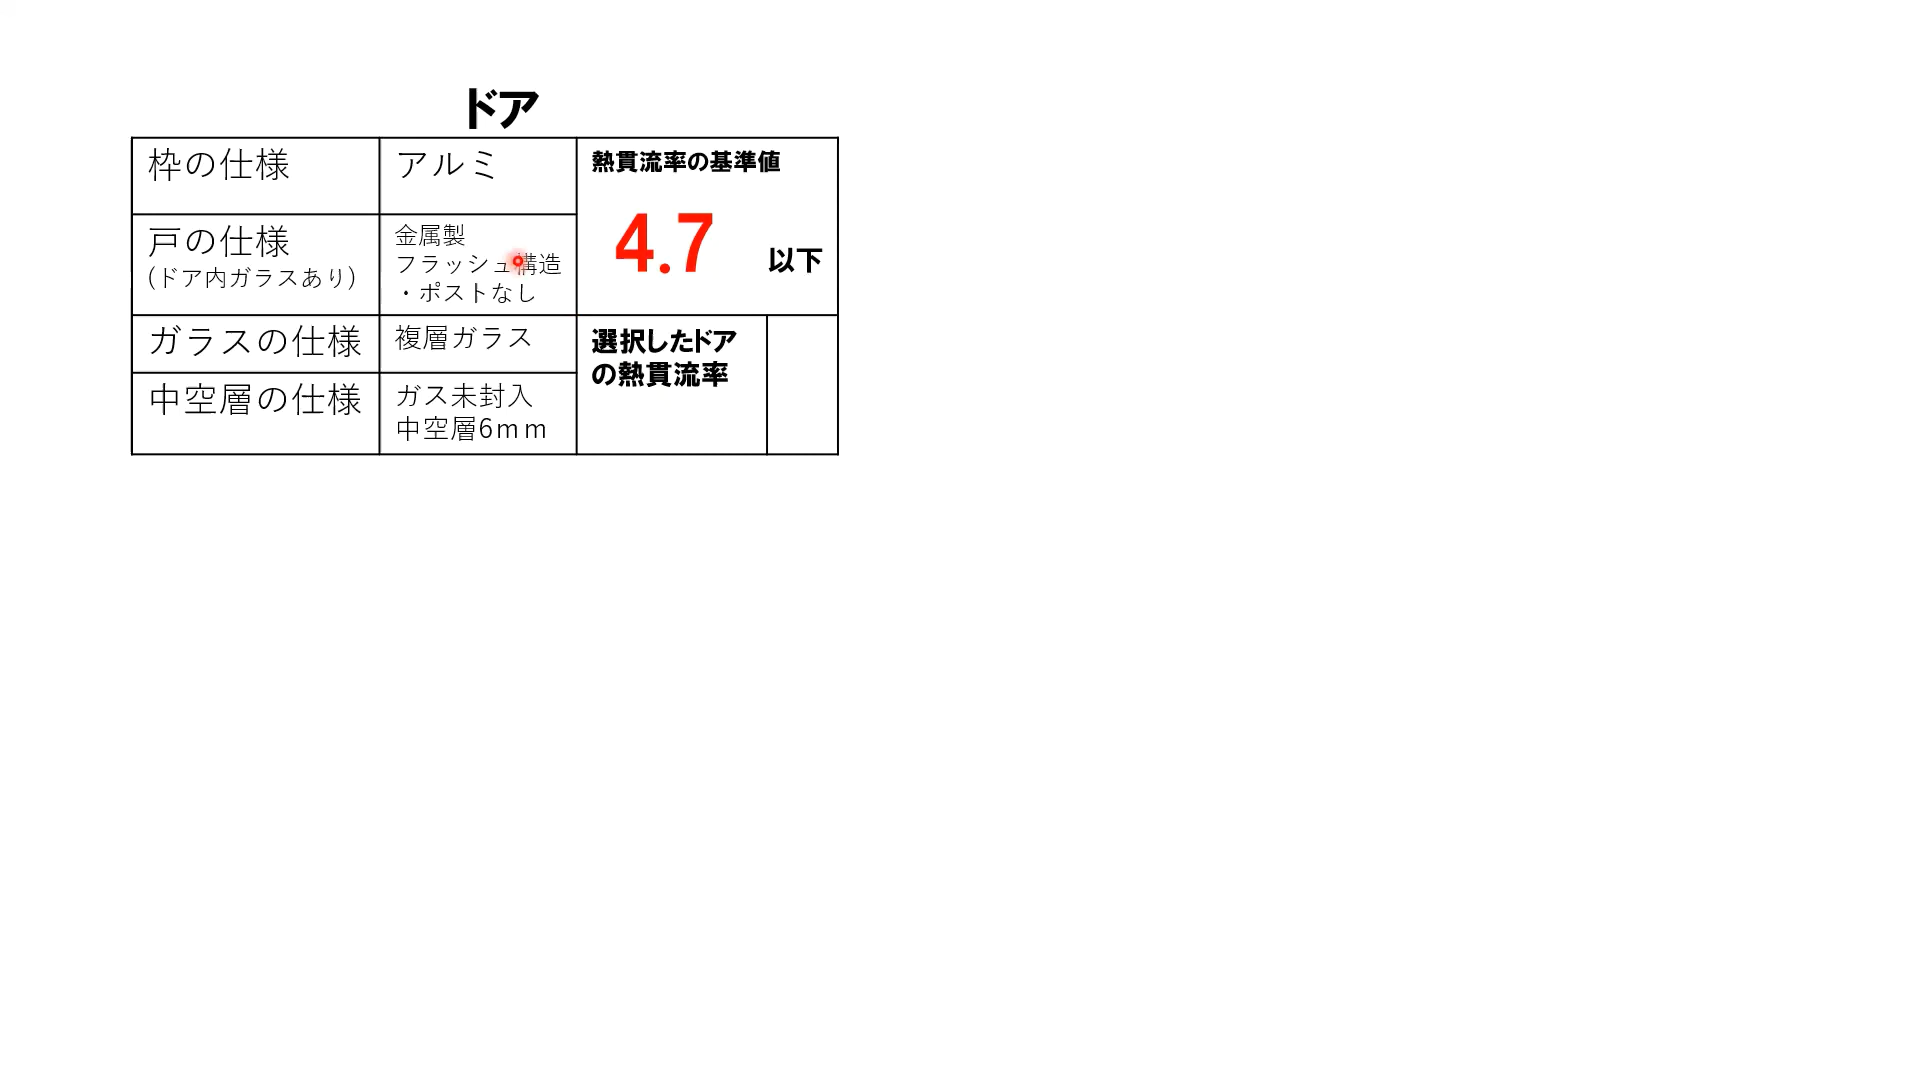 ドア
枠の仕様
アルミ
熱貫流率の基準値
4.7 以下
戸の仕様
(ドア内ガラスあり)
金属製
フラッシュ構造
・ポストなし
ガラスの仕様
複層ガラス
選択したドア
の熱貫流率
中空層の仕様
ガス未封入
中空層6mm